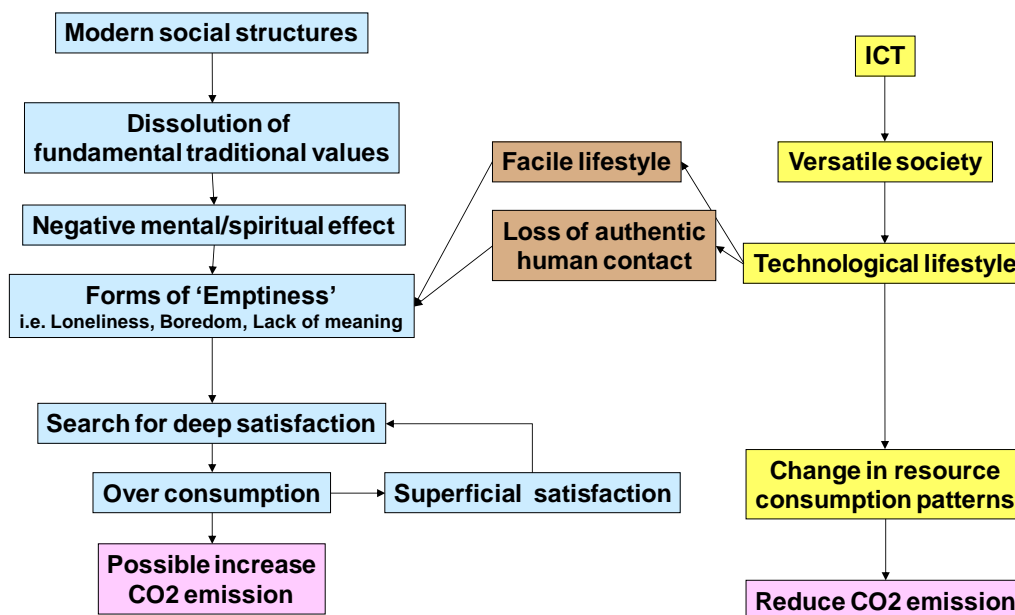 Modern social structures
Dissolution of
fundamental traditional values
Negative mental/spiritual effect
Forms of ‘Emptiness’
i.e. Loneliness, Boredom, Lack of meaning
Search for deep satisfaction
Over consumption
Superficial satisfaction
Possible increase
CO2 emission
Facile lifestyle
Loss of authentic
human contact
ICT
Versatile society
Technological lifestyle
Change in resource
consumption patterns
Reduce CO2 emission